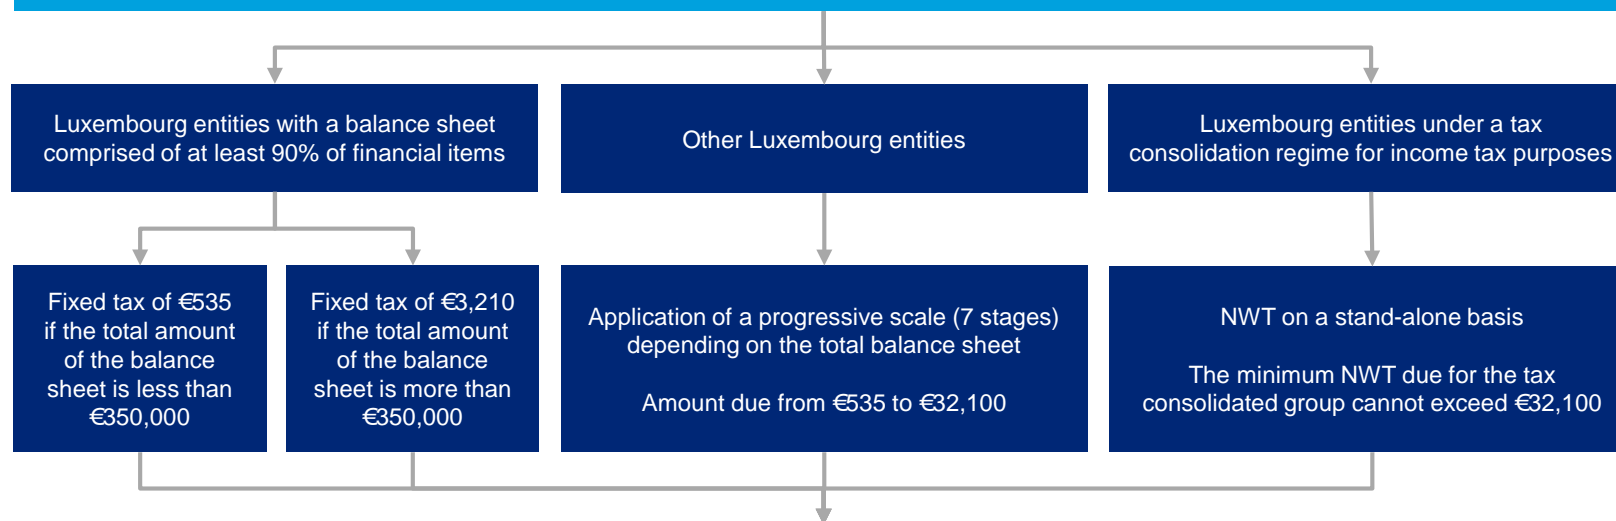 Luxembourg entities with a balance sheet
comprised of at least 90% of financial items
Other Luxembourg entities
Luxembourg entities under a tax
consolidation regime for income tax purposes
Fixed tax of €535
if the total amount
of the balance
sheet is less than
€350,000
Fixed tax of €3,210
if the total amount
of the balance
sheet is more than
€350,000
Application of a progressive scale (7 stages)
depending on the total balance sheet
Amount due from €535 to €32,100
NWT on a stand-alone basis
The minimum NWT due for the tax
consolidated group cannot exceed €32,100